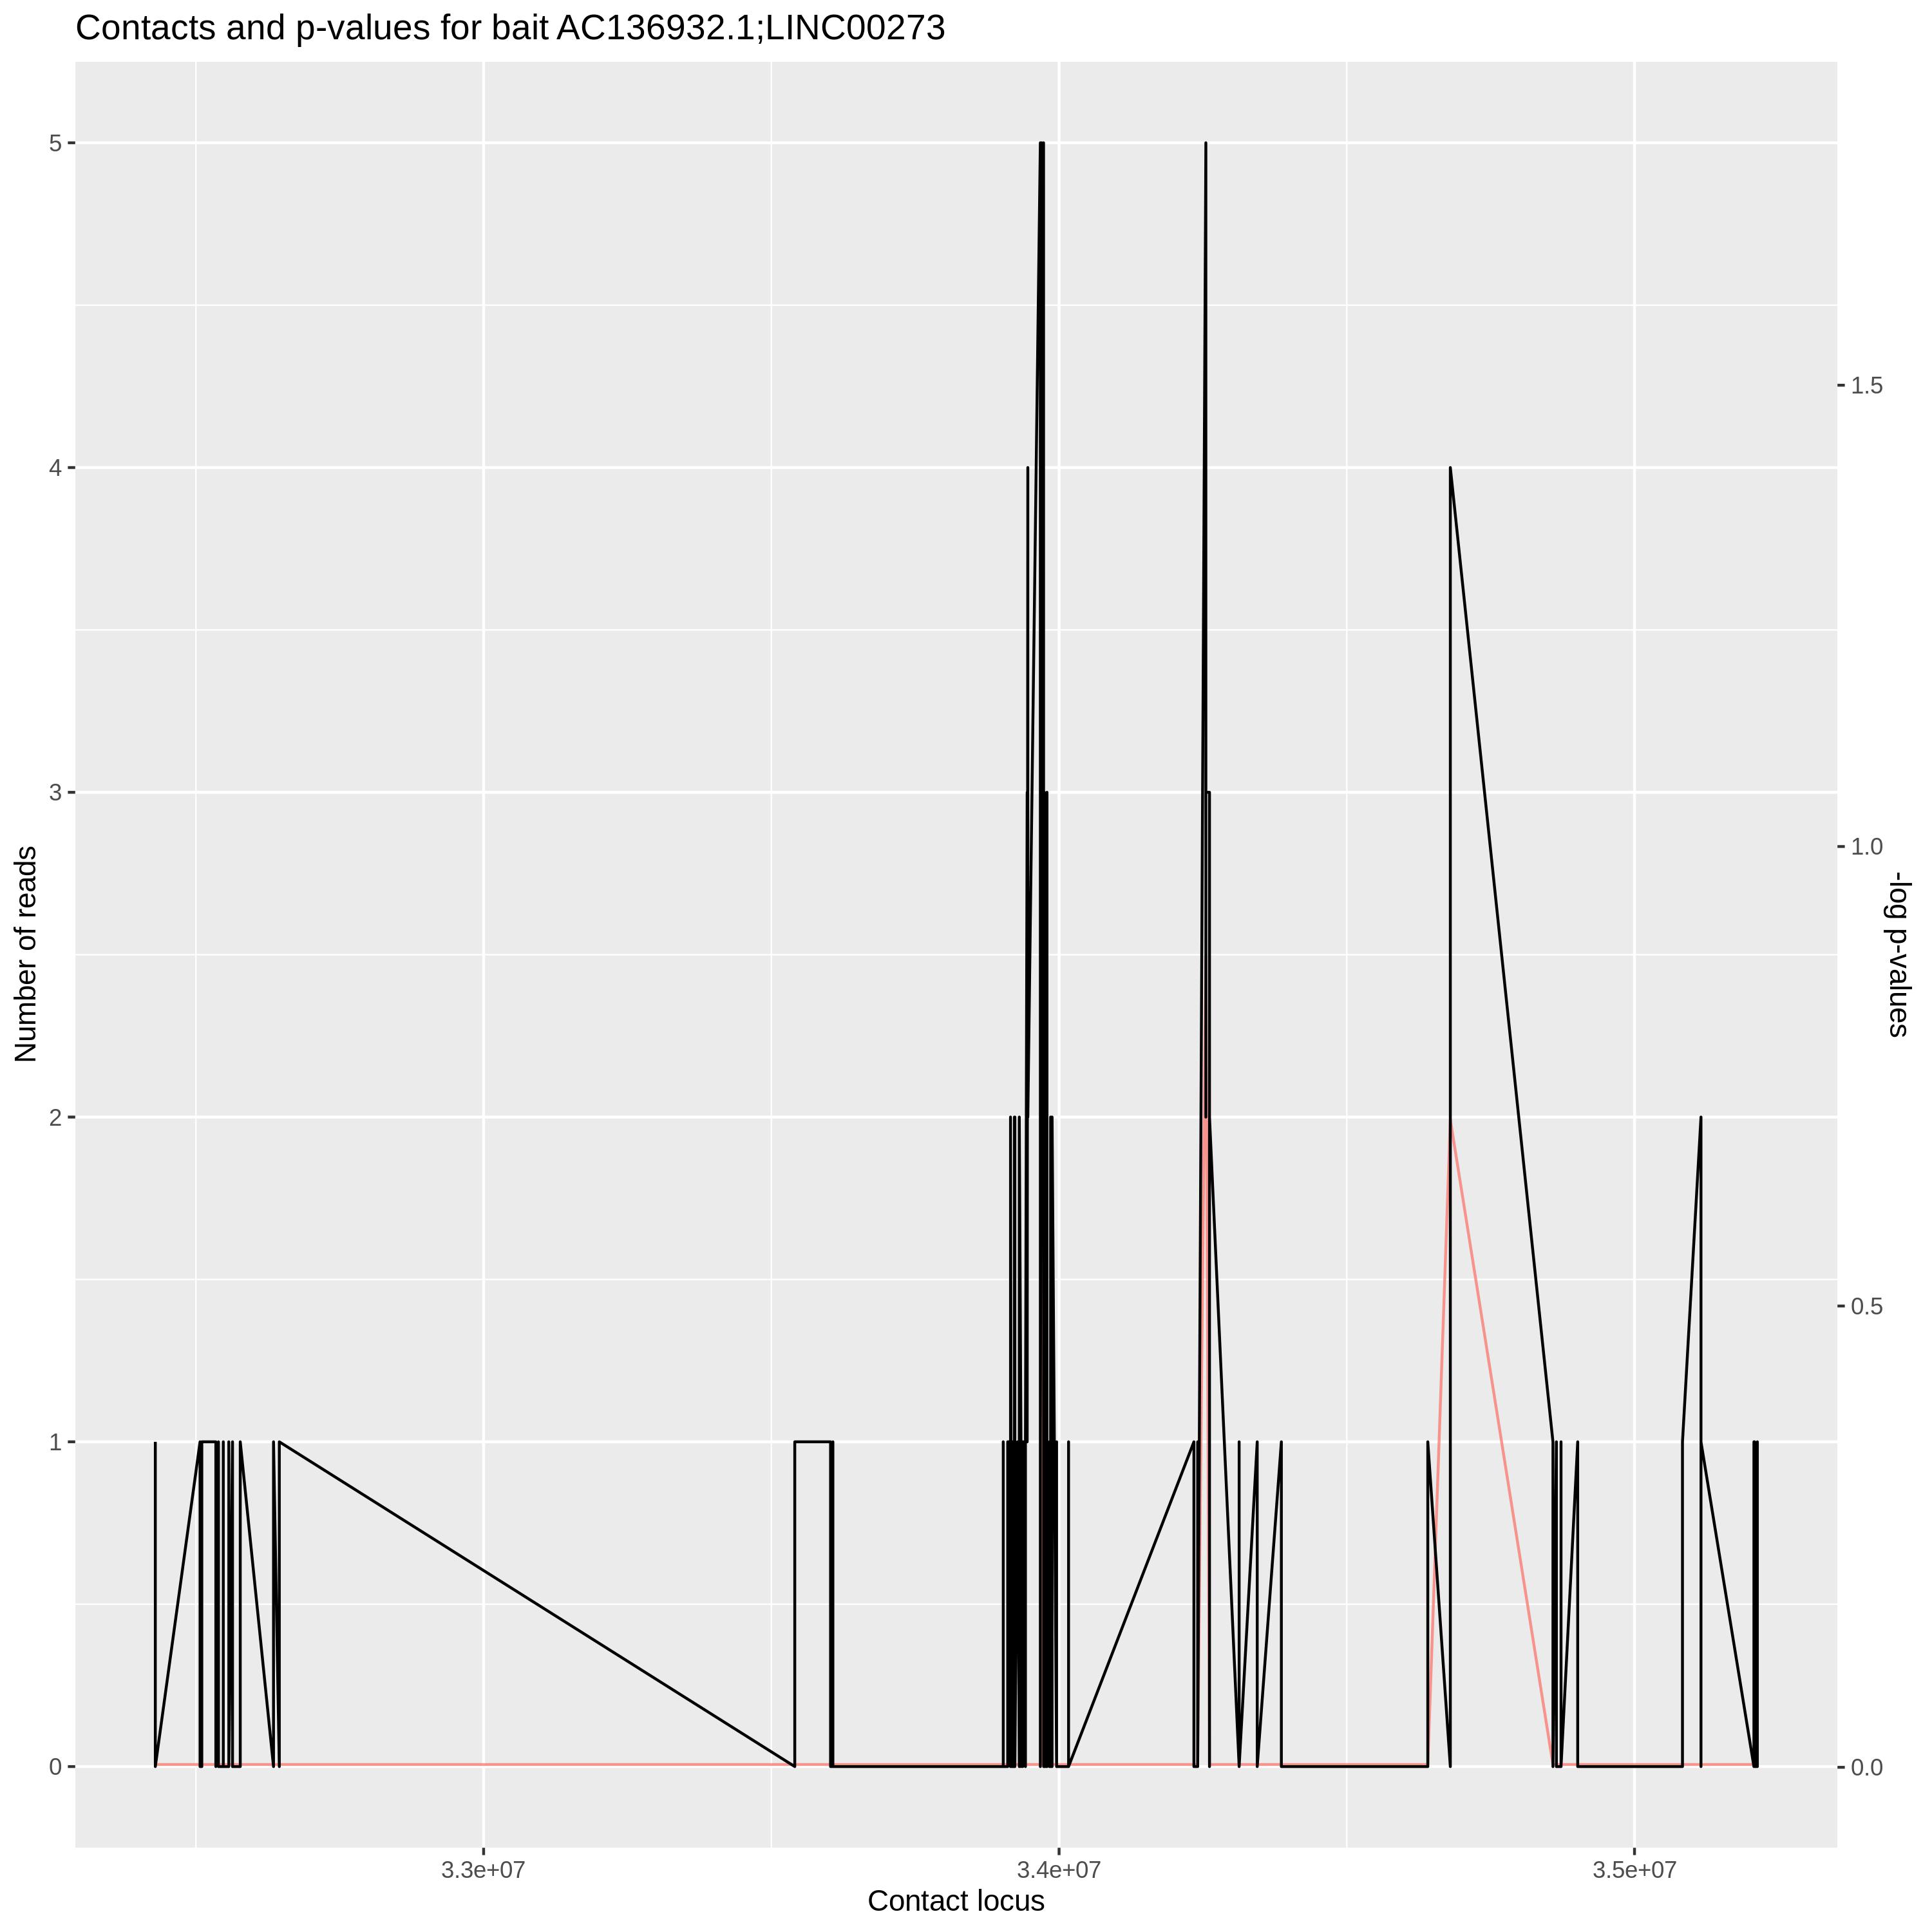 Contacts and p-values for bait AC136932.1;LINC00273
5
4
3
2
1
0
Number of reads
1.5
1.0
0.5
0.0
-log p-values
3.3e+07
3.4e+07
3.5e+07
Contact locus